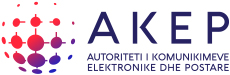 AKEP
AUTORITETI I KOMUNIKIMEVE
ELEKTRONIKE DHE POSTARE